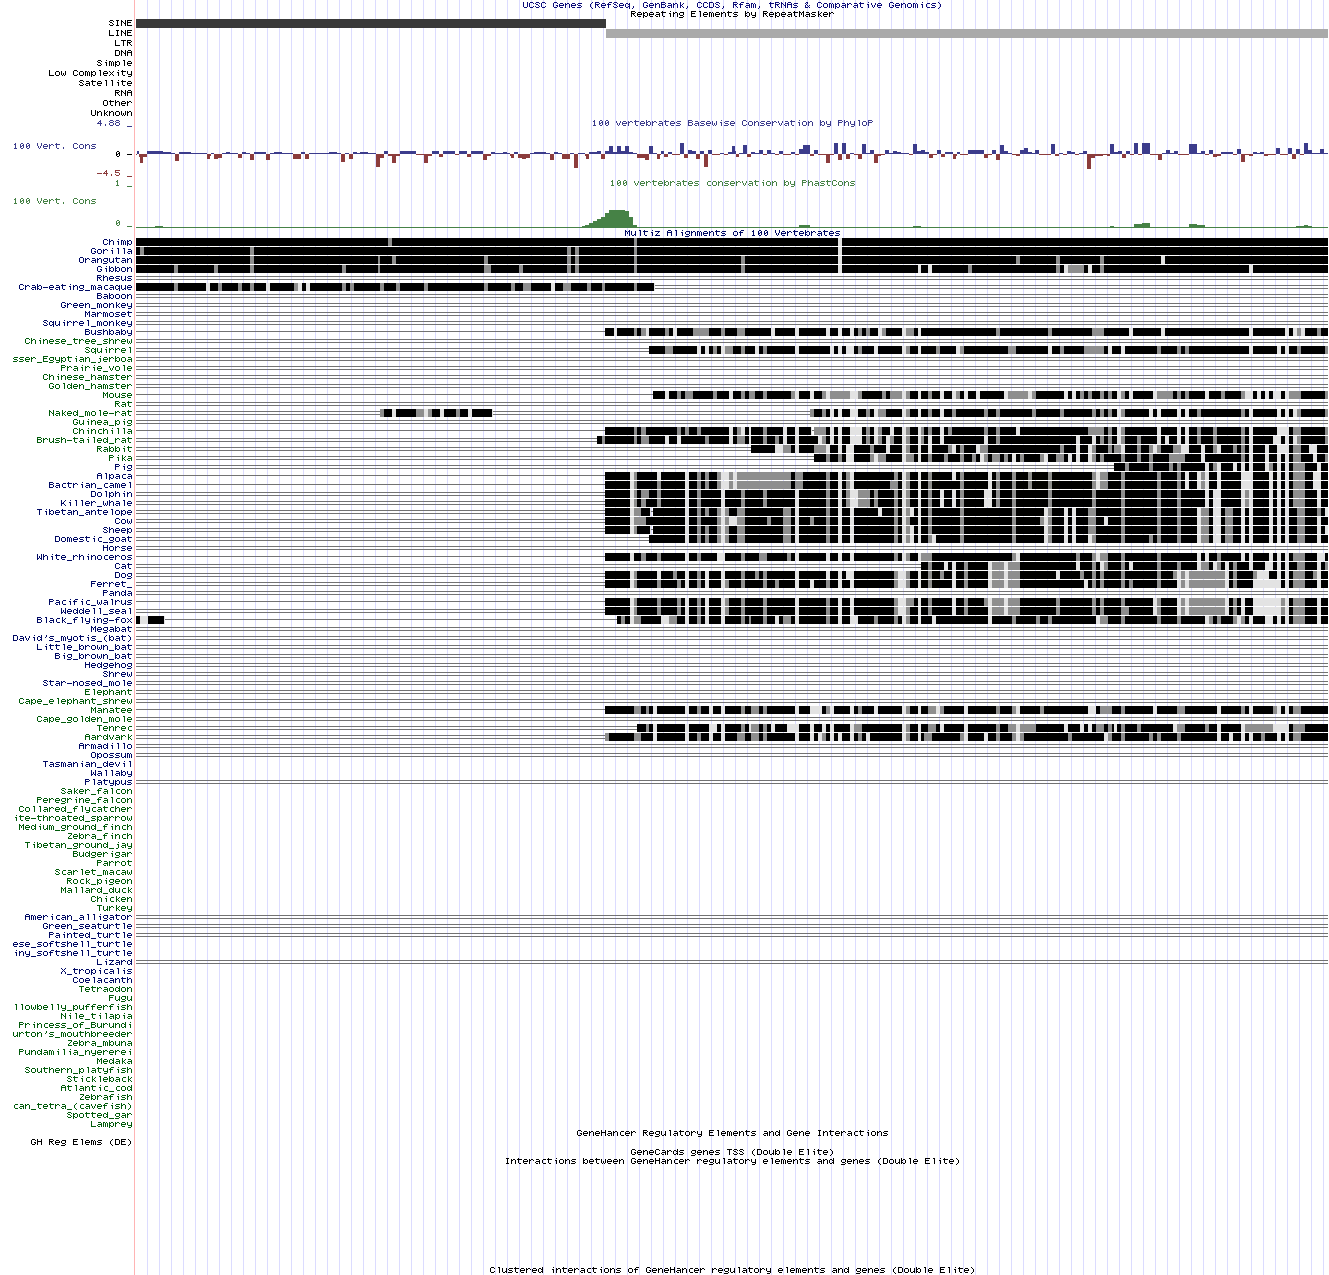 UCSC Genes (RefSeq, GenBank, CCDS, Rfam, tRNAs & Comparative Genomics)
Repeating Elements by RepeatMasker
SINE
LINE
LTR
DNA
Simple
Low Complexity
Satellite
RNA
Other
Unknown
4.88 _
100 vertebrates Basewise Conservation by PhyloP
100 Vert. Cons
0 _
-4.5 _
1 _
100 vertebrates conservation by PhastCons
100 Vert. Cons
0 _
Multiz Alignments of 100 Vertebrates
Chimp
Gorilla
Orangutan
Gibbon
Rhesus
Crab-eating_macaque
Baboon
Green_monkey
Marmoset
Squirrel_monkey
Bushbaby
Chinese_tree_shrew
Squirrel
sser_Egyptian_jerboa
Prairie_vole
Chinese_hamster
Golden_hamster
Mouse
Rat
Naked_mole-rat
Guinea_pig
Chinchilla
Brush-tailed_rat
Rabbit
Pika
Pig
Alpaca
Bactrian_camel
Dolphin
Killer_whale
Tibetan_antelope
Cow
Sheep
Domestic_goat
Horse
White_rhinoceros
Cat
Dog
Ferret_
Panda
Pacific_walrus
Weddell_seal
Black_flying-fox
Megabat
David's_myotis_(bat)
Little_brown_bat
Big_brown_bat
Hedgehog
Shrew
Star-nosed_mole
Elephant
Cape_elephant_shrew
Manatee
Cape_golden_mole
Tenrec
Aardvark
Armadillo
Opossum
Tasmanian_devil
Wallaby
Platypus
Saker_falcon
Peregrine_falcon
Collared_flycatcher
ite-throated_sparrow
Medium_ground_finch
Zebra_finch
Tibetan_ground_jay
Budgerigar
Parrot
Scarlet_macaw
Rock_pigeon
Mallard_duck
Chicken
Turkey
American_alligator
Green_seaturtle
Painted_turtle
ese_softshell_turtle
iny_softshell_turtle
Lizard
X_tropicalis
Coelacanth
Tetraodon
Fugu
llowbelly_pufferfish
Nile_tilapia
Princess_of_Burundi
urton's_mouthbreeder
Zebra_mbuna
Pundamilia_nyererei
Medaka
Southern_platyfish
Stickleback
Atlantic_cod
Zebrafish
can_tetra_(cavefish)
Spotted_gar
Lamprey
GeneHancer Regulatory Elements and Gene Interactions
GH Reg Elems (DE)
GeneCards genes TSS (Double Elite)
Interactions between GeneHancer regulatory elements and genes (Double Elite)
Clustered interactions of GeneHancer regulatory elements and genes (Double Elite)